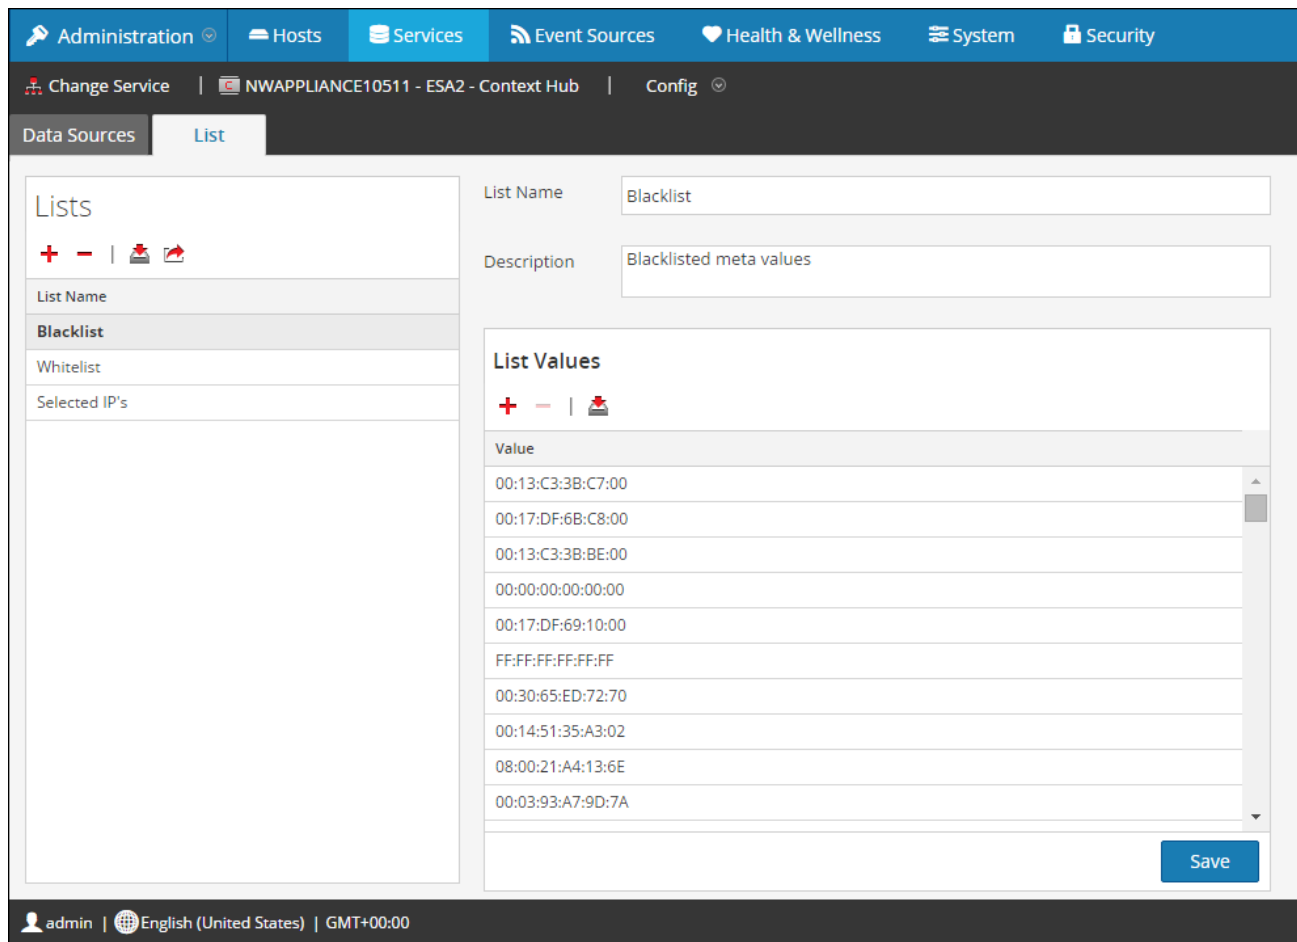 Administration Hosts Services Event Sources Health & Wellness System Security
Change Service | NWAPPLIANCE10511 - ESA2 - Context Hub | Config
Data Sources List
Lists
List Name
Blacklist
Whitelist
Selected IP's
List Name Blacklist
Description Blacklisted meta values
List Values
Value
00:13:C3:3B:C7:00
00:17:DF:6B:C8:00
00:13:C3:3B:BE:00
00:00:00:00:00:00
00:17:DF:69:10:00
FF:FF:FF:FF:FF:FF
00:30:65:ED:72:70
00:14:51:35:A3:02
08:00:21:A4:13:6E
00:03:93:A7:9D:7A
Save
admin | English (United States) | GMT+00:00